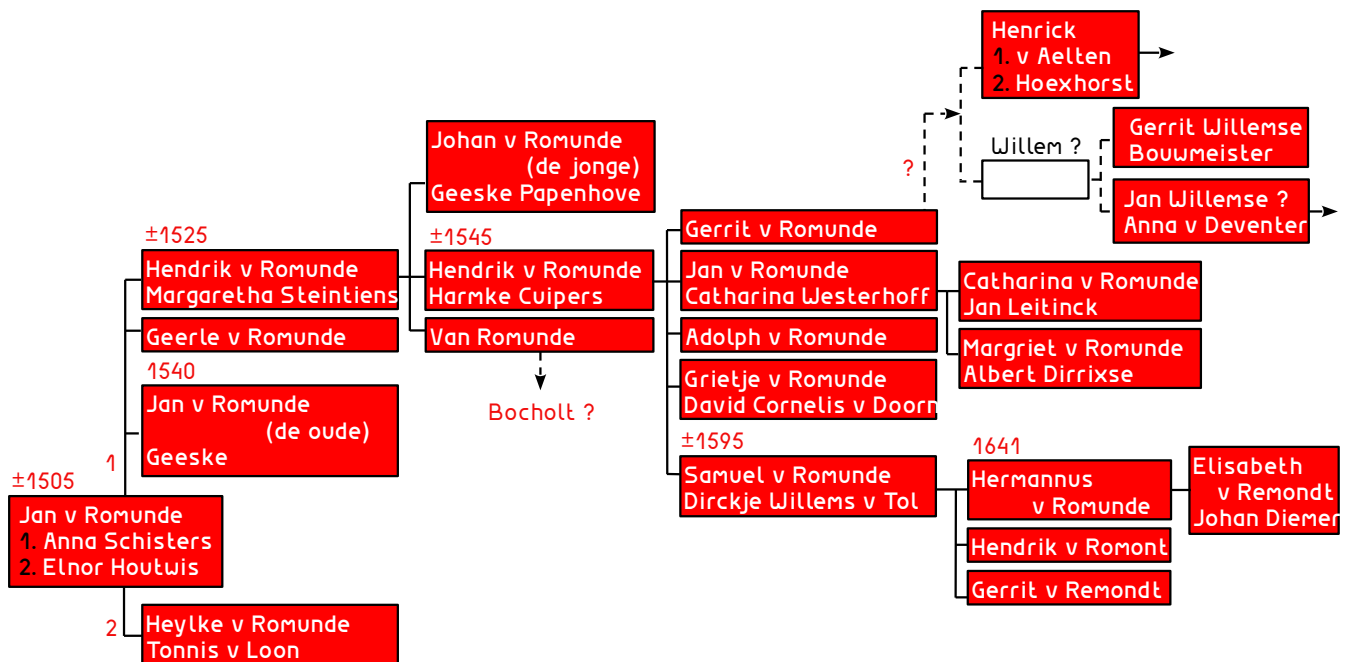 Henrick
1. v Aelten
2. Hoexhorst
Willem ?
Gerrit Willemse
Bouwmeister
Jan Willemse ?
Anna v Deventer
?
Johan v Romunde
(de jonge)
Geeske Papenhove
±1525
Hendrik v Romunde
Margaretha Steintiens
±1545
Hendrik v Romunde
Harmke Cuipers
Gerrit v Romunde
Jan v Romunde
Catharina Westerhoff
Catharina v Romunde
Jan Leitinck
Geerle v Romunde
Van Romunde
Adolph v Romunde
Margriet v Romunde
Albert Dirrixse
1540
Jan v Romunde
(de oude)
Geeske
Bocholt ?
Grietje v Romunde
David Cornelis v Doorn
±1595
Samuel v Romunde
Dirckje Willems v Tol
1641
Hermannus
v Romunde
Elisabeth
v Remondt
Johan Diemer
Hendrik v Romont
Gerrit v Remondt
1
±1505
Jan v Romunde
1. Anna Schisters
2. Elnor Houtwis
2
Heylke v Romunde
Tonnis v Loon